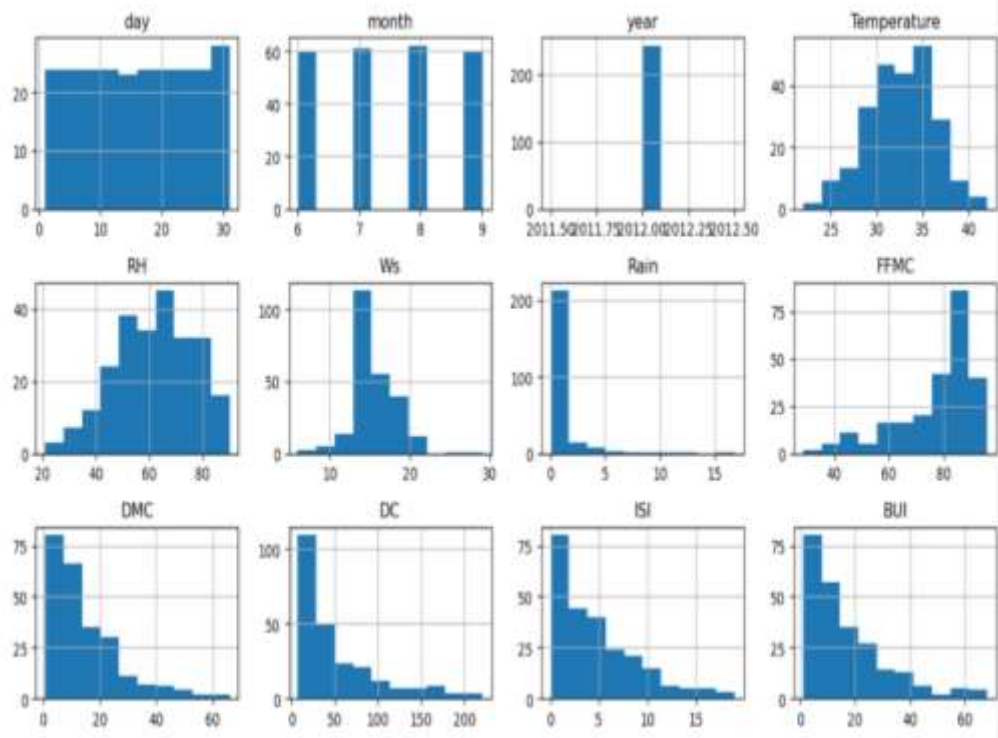 day month year Temperature
20 60 200 40
10 40 100 20
0 20 0 0
0
0 10 20 30 6 7 8 9 2011.50 2011.75 2012.00 2012.25 2012.50 25 30 35 40
RH Ws Rain FFMC
40 100 200 75
20 50 100 50
0 0 0 25
0
20 40 60 80 10 20 30 0 5 10 15 40 60 80
DMC DC ISI BUI
75 100 75 75
50 50 50 50
25 0 25 25
0 0 0
0 20 40 60 0 50 100 150 200 0 5 10 15 0 20 40 60